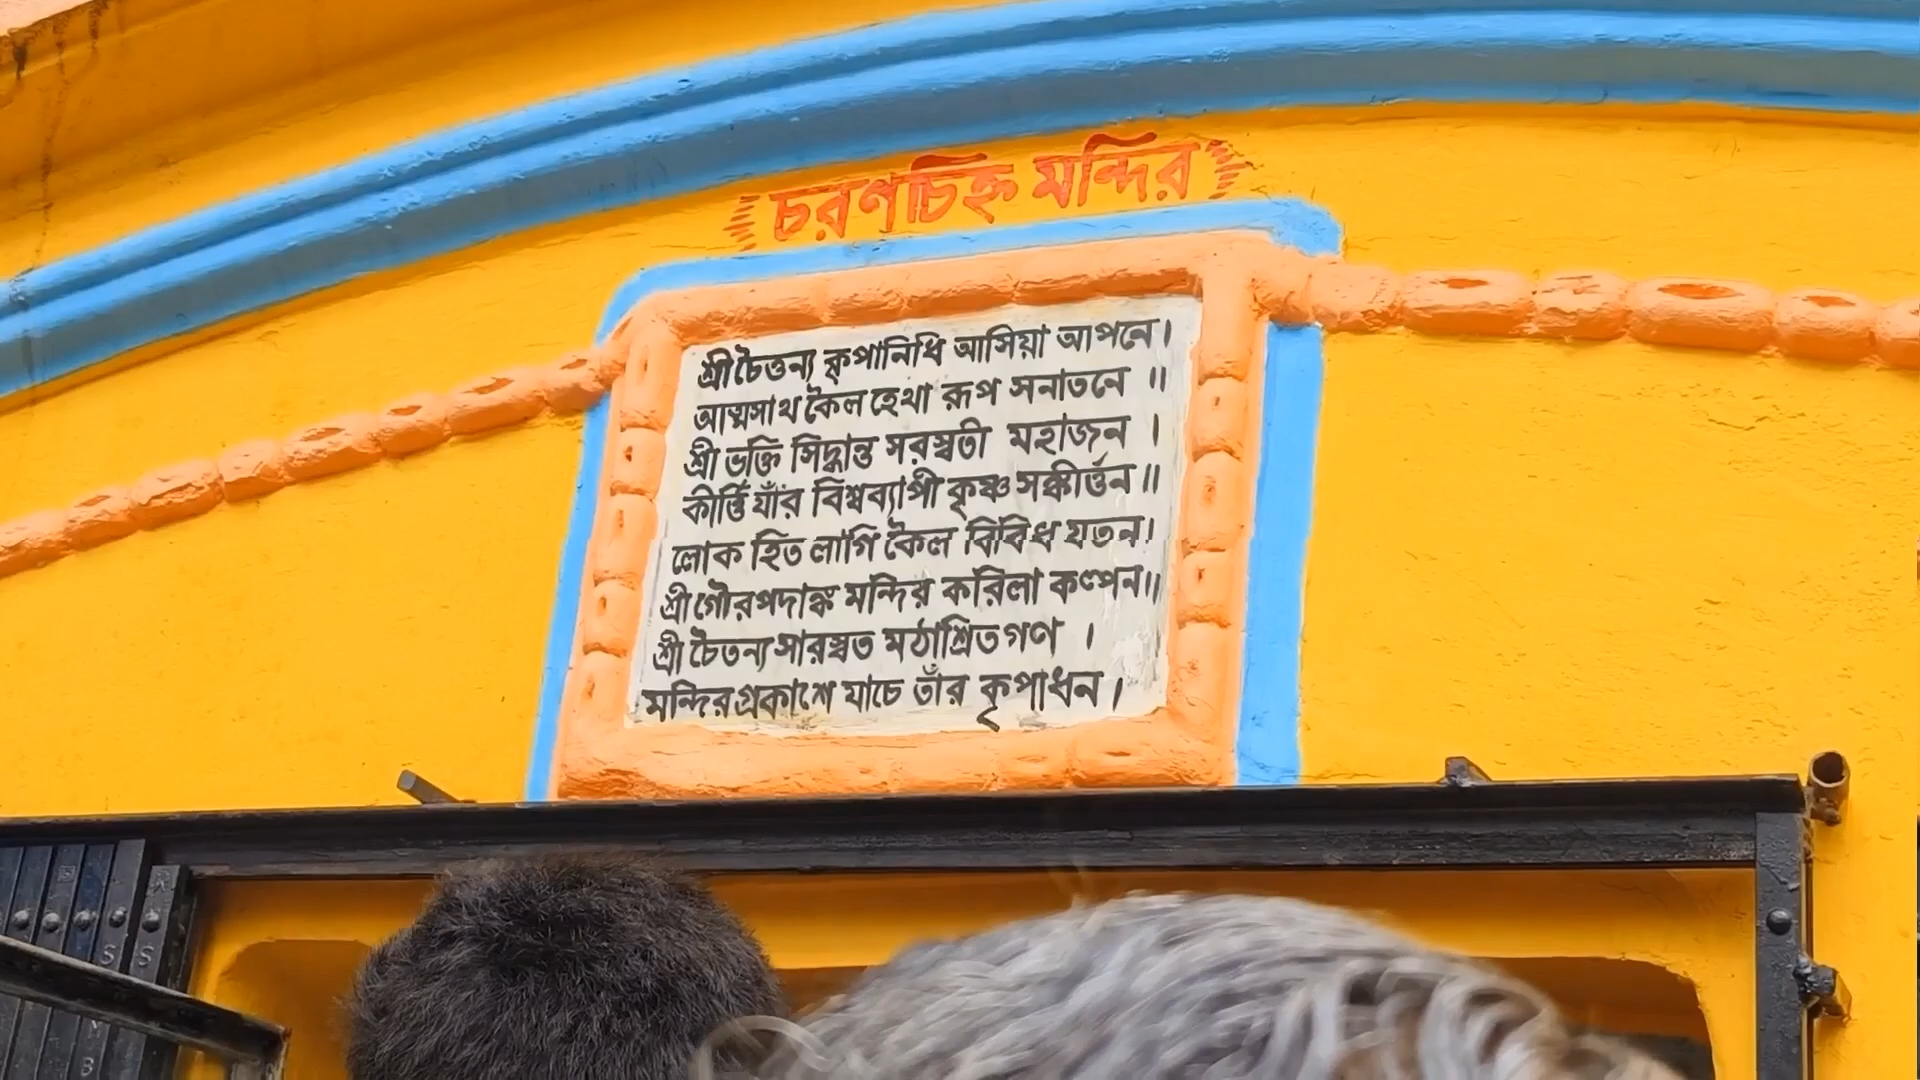 চরণচিহ্ন মন্দির
শ্রী চৈতন্য কৃপানিধি আসিয়া আপনে।
আত্মসাথ কৈল হেথা রূপ সনাতনে ॥
শ্রী ভক্তি সিদ্ধান্ত সরস্বতী মহাজন ।
কীর্ত্তি যাঁর বিশ্বব্যাপী কৃষ্ণ সঙ্কীর্ত্তন॥
লোক হিত লাগি কৈল বিবিধ যতন।
শ্রী গৌরপদাঙ্ক মন্দির করিলা কল্পন॥
শ্রী চৈতন্য সারস্বত মঠাশ্রিত গণ ।
মন্দির প্রকাশে যাচে তাঁর কৃপাধন।